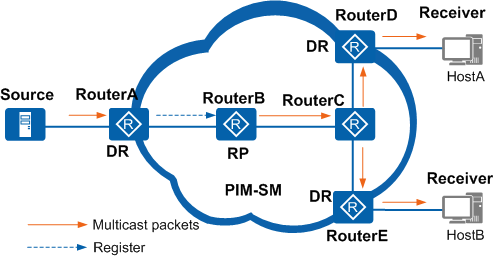 RouterD
Receiver
DR
R
HostA
Source
RouterA
RouterB
RouterC
R
R
R
DR
RP
PIM-SM
DR
R
Receiver
RouterE
HostB
Multicast packets
Register